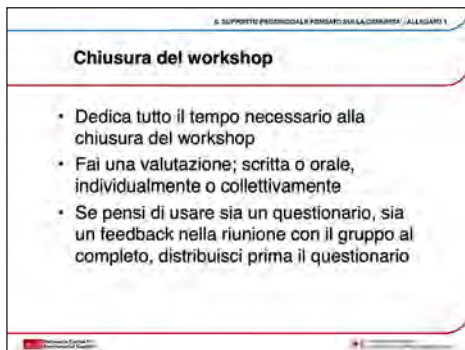 IL SUPPORTO PSICOSOCIALE FONDATO SULLA COMUNITÀ - ALLEGATO 1
Chiusura del workshop
• Dedica tutto il tempo necessario alla
chiusura del workshop
• Fai una valutazione; scritta o orale,
individualmente o collettivamente
• Se pensi di usare sia un questionario, sia
un feedback nella riunione con il gruppo al
completo, distribuisci prima il questionario